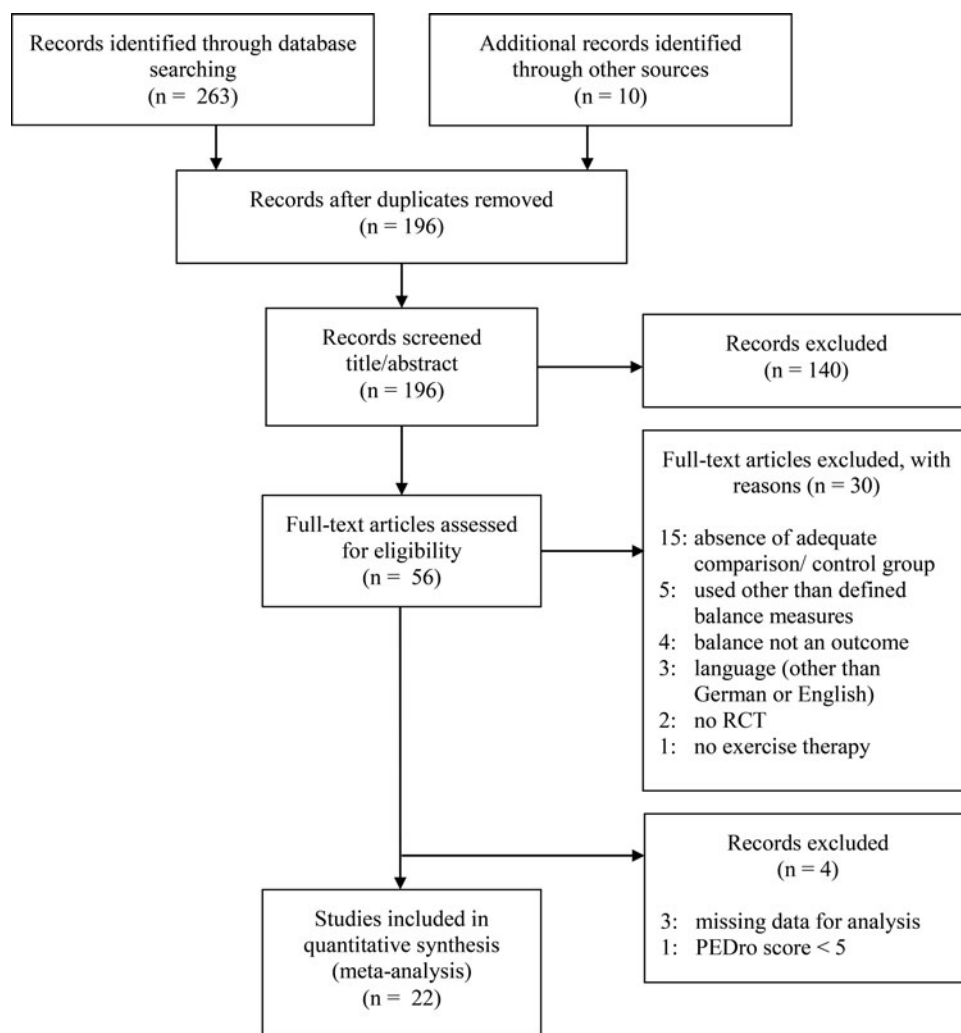 Records identified through database
searching
(n = 263)
Additional records identified
through other sources
(n = 10)
Records after duplicates removed
(n = 196)
Records screened
title/abstract
(n = 196)
Records excluded
(n = 140)
Full-text articles assessed
for eligibility
(n = 56)
Full-text articles excluded, with
reasons (n = 30)
15: absence of adequate
comparison/ control group
5: used other than defined
balance measures
4: balance not an outcome
3: language (other than
German or English)
2: no RCT
1: no exercise therapy
Records excluded
(n = 4)
3: missing data for analysis
1: PEDro score < 5
Studies included in
quantitative synthesis
(meta-analysis)
(n = 22)